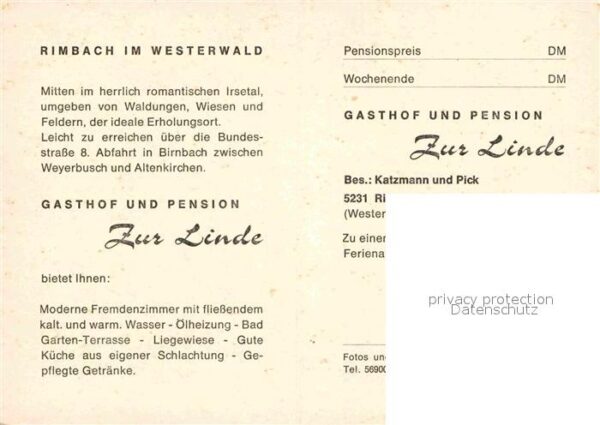 RIMBACH IM WESTERWALD
Mitten im herrlich romantischen Irsetal,
umgeben von Waldungen, Wiesen und
Feldern, der ideale Erholungsort.
Leicht zu erreichen über die Bundes-
straße 8. Abfahrt in Birnbach zwischen
Weyerbusch und Altenkirchen.
GASTHOF UND PENSION
Zur Linde
bietet Ihnen:
Moderne Fremdenzimmer mit fließendem
kalt. und warm. Wasser - Ölheizung - Bad
Garten-Terrasse - Liegewiese - Gute
Küche aus eigener Schlachtung - Ge-
pflegte Getränke.
Pensionspreis DM
Wochenende DM
GASTHOF UND PENSION
Zur Linde
Bes.: Katzmann und Pick
5231
(Wester
Zu einer
Feriena
privacy protection
Datenschutz
Fotos und
Tel. 56900